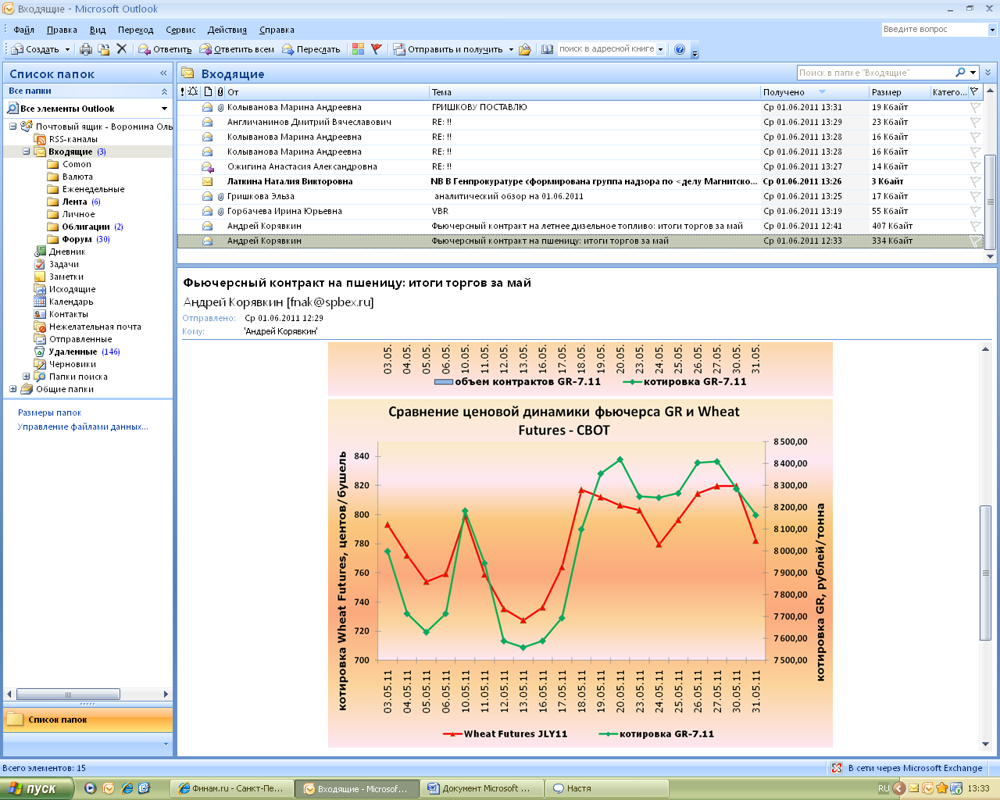 Входящие - Microsoft Outlook
Файл Правка Вид Переход Сервис Действия Справка
Введите вопрос
Создать Ответить Ответить всем Переслать Отправить и получить поиск в адресной книге
Список папок «
Все папки
Все элементы Outlook
Почтовый ящик - Воронина Оль
RSS-каналы
Входящие (3)
Comon
Валюта
Еженедельные
Лента (6)
Личное
Облигации (2)
Форум (30)
Дневник
Задачи
Заметки
Исходящие
Календарь
Контакты
Нежелательная почта
Отправленные
Удаленные (146)
Черновики
Папки поиска
Общие папки
Размеры папок
Управление файлами данных...
Список папок
Входящие
Поиск в папке "Входящие"
От Тема Получено Размер Катего...
Колыванова Марина Андреевна ГРИШКОВУ ПОСТАВЛЮ Ср 01.06.2011 13:31 19 Кбайт
Англичанинов Дмитрий Вячеславович RE: !! Ср 01.06.2011 13:29 23 Кбайт
Колыванова Марина Андреевна RE: !! Ср 01.06.2011 13:28 16 Кбайт
Колыванова Марина Андреевна RE: !! Ср 01.06.2011 13:28 16 Кбайт
Ожигина Анастасия Александровна RE: !! Ср 01.06.2011 13:27 14 Кбайт
Латкина Наталия Викторовна NB В Генпрокуратуре сформирована группа надзора по <делу Магнитско... Ср 01.06.2011 13:26 3 Кбайт
Гришкова Эльза аналитический обзор на 01.06.2011 Ср 01.06.2011 13:25 17 Кбайт
Горбачева Ирина Юрьевна VBR Ср 01.06.2011 13:19 55 Кбайт
Андрей Корявкин Фьючерсный контракт на летнее дизельное топливо: итоги торгов за май Ср 01.06.2011 12:41 407 Кбайт
Андрей Корявкин Фьючерсный контракт на пшеницу: итоги торгов за май Ср 01.06.2011 12:33 334 Кбайт
Фьючерсный контракт на пшеницу: итоги торгов за май
Андрей Корявкин [fnak@spbex.ru]
Отправлено: Ср 01.06.2011 12:29
Кому: 'Андрей Корявкин'
03.05. 04.05. 05.05. 06.05. 10.05. 11.05. 12.05. 13.05. 16.05. 17.05. 18.05. 19.05. 20.05. 23.05. 24.05. 25.05. 26.05. 27.05. 30.05. 31.05.
объем контрактов GR-7.11 котировка GR-7.11
Сравнение ценовой динамики фьючерса GR и Wheat
Futures - CBOT
котировка Wheat Futures, центов/бушель
840
820
800
780
760
740
720
700
8 500,00
8 400,00
8 300,00
8 200,00
8 100,00
8 000,00
7 900,00
7 800,00
7 700,00
7 600,00
7 500,00
котировка GR, рублей/тонна
03.05.11 04.05.11 05.05.11 06.05.11 10.05.11 11.05.11 12.05.11 13.05.11 16.05.11 17.05.11 18.05.11 19.05.11 20.05.11 23.05.11 24.05.11 25.05.11 26.05.11 27.05.11 30.05.11 31.05.11
Wheat Futures JLY11 котировка GR-7.11
Всего элементов: 15
В сети через Microsoft Exchange
пуск
Финам.ru - Санкт-Пе...
Входящие - Microsof...
Документ Microsoft ...
Настя
RU
13:33